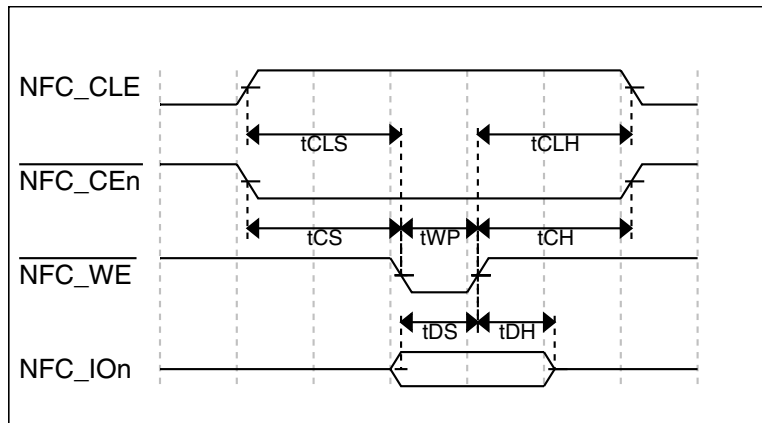 NFC_CLE
tCLS tCLH
NFC_CEn
tCS tWP tCH
NFC_WE
tDS tDH
NFC_IOn